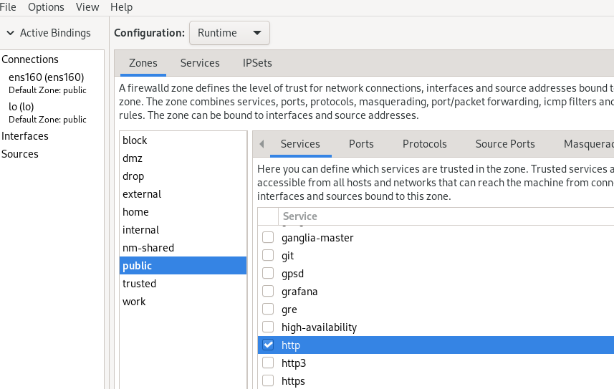 File Options View Help
Active Bindings
Configuration: Runtime
Connections
ens160 (ens160)
Default Zone: public
lo (lo)
Default Zone: public
Interfaces
Sources
Zones Services IPSets
A firewalld zone defines the level of trust for network connections, interfaces and source addresses bound to
zone. The zone combines services, ports, protocols, masquerading, port/packet forwarding, icmp filters and
rules. The zone can be bound to interfaces and source addresses.
block
dmz
drop
external
home
internal
nm-shared
public
trusted
work
Services Ports Protocols Source Ports Masquera
Here you can define which services are trusted in the zone. Trusted services a
accessible from all hosts and networks that can reach the machine from conn
interfaces and sources bound to this zone.
Service
ganglia-master
git
gpsd
grafana
gre
high-availability
http
http3
https